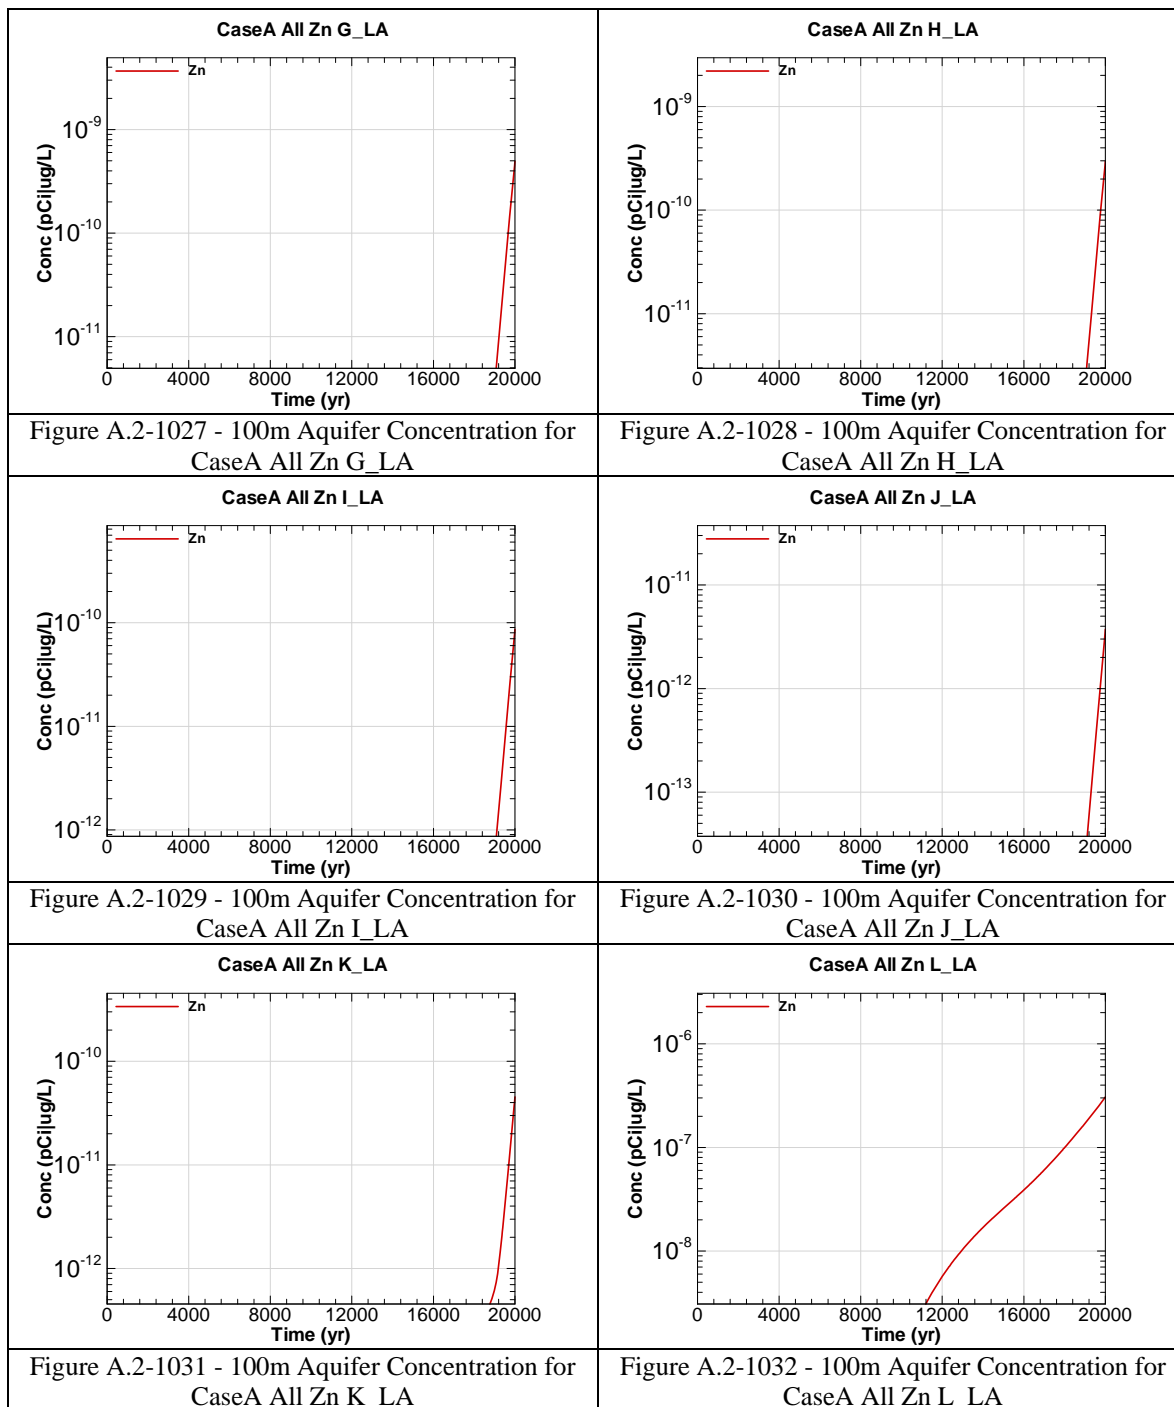 CaseA All Zn G_LA
Zn
Conc (pCi|ug/L)
10-9
10-10
10-11
0 4000 8000 12000 16000 20000
Time (yr)
Figure A.2-1027 - 100m Aquifer Concentration for
CaseA All Zn G_LA
CaseA All Zn H_LA
Zn
Conc (pCi|ug/L)
10-9
10-10
10-11
0 4000 8000 12000 16000 20000
Time (yr)
Figure A.2-1028 - 100m Aquifer Concentration for
CaseA All Zn H_LA
CaseA All Zn I_LA
Zn
Conc (pCi|ug/L)
10-10
10-11
10-12
0 4000 8000 12000 16000 20000
Time (yr)
Figure A.2-1029 - 100m Aquifer Concentration for
CaseA All Zn I_LA
CaseA All Zn J_LA
Zn
Conc (pCi|ug/L)
10-11
10-12
10-13
0 4000 8000 12000 16000 20000
Time (yr)
Figure A.2-1030 - 100m Aquifer Concentration for
CaseA All Zn J_LA
CaseA All Zn K_LA
Zn
Conc (pCi|ug/L)
10-10
10-11
10-12
0 4000 8000 12000 16000 20000
Time (yr)
Figure A.2-1031 - 100m Aquifer Concentration for
CaseA All Zn K_LA
CaseA All Zn L_LA
Zn
Conc (pCi|ug/L)
10-6
10-7
10-8
0 4000 8000 12000 16000 20000
Time (yr)
Figure A.2-1032 - 100m Aquifer Concentration for
CaseA All Zn L_LA